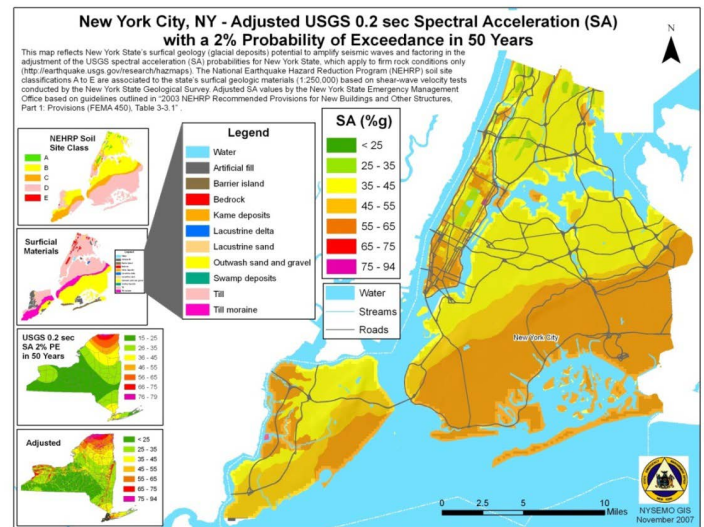 New York City, NY - Adjusted USGS 0.2 sec Spectral Acceleration (SA)
with a 2% Probability of Exceedance in 50 Years
This map reflects New York State's surfical geology (glacial deposits) potential to amplify seismic waves and factoring in the
adjustment of the USGS spectral acceleration (SA) probabilities for New York State, which apply to firm rock conditions only
(http://earthquake.usgs.gov/research/hazmaps). The National Earthquake Hazard Reduction Program (NEHRP) soil site
classifications A to E are associated to the state's surfical geologic materials (1:250,000) based on shear-wave velocity tests
conducted by the New York State Geological Survey. Adjusted SA values by the New York State Emergency Management
Office based on guidelines outlined in "2003 NEHRP Recommended Provisions for New Buildings and Other Structures,
Part 1: Provisions (FEMA 450), Table 3-3.1" .
N
NEHRP Soil
Site Class
A
B
C
D
E
Surficial
Materials
Legend
Water
Artificial fill
Barrier island
Bedrock
Kame deposits
Lacustrine delta
Lacustrine sand
Outwash sand and gravel
Swamp deposits
Till
Till moraine
SA (%g)
< 25
25 - 35
35 - 45
45 - 55
55 - 65
65 - 75
75 - 94
Water
Streams
Roads
USGS 0.2 sec
SA 2% PE
in 50 Years
15 - 25
26 - 35
36 - 45
46 - 55
56 - 65
66 - 75
76 - 79
Adjusted
< 25
25 - 35
35 - 45
45 - 55
55 - 65
65 - 75
75 - 94
New York City
0 2.5 5 10
Miles
NYSEMO GIS
November 2007